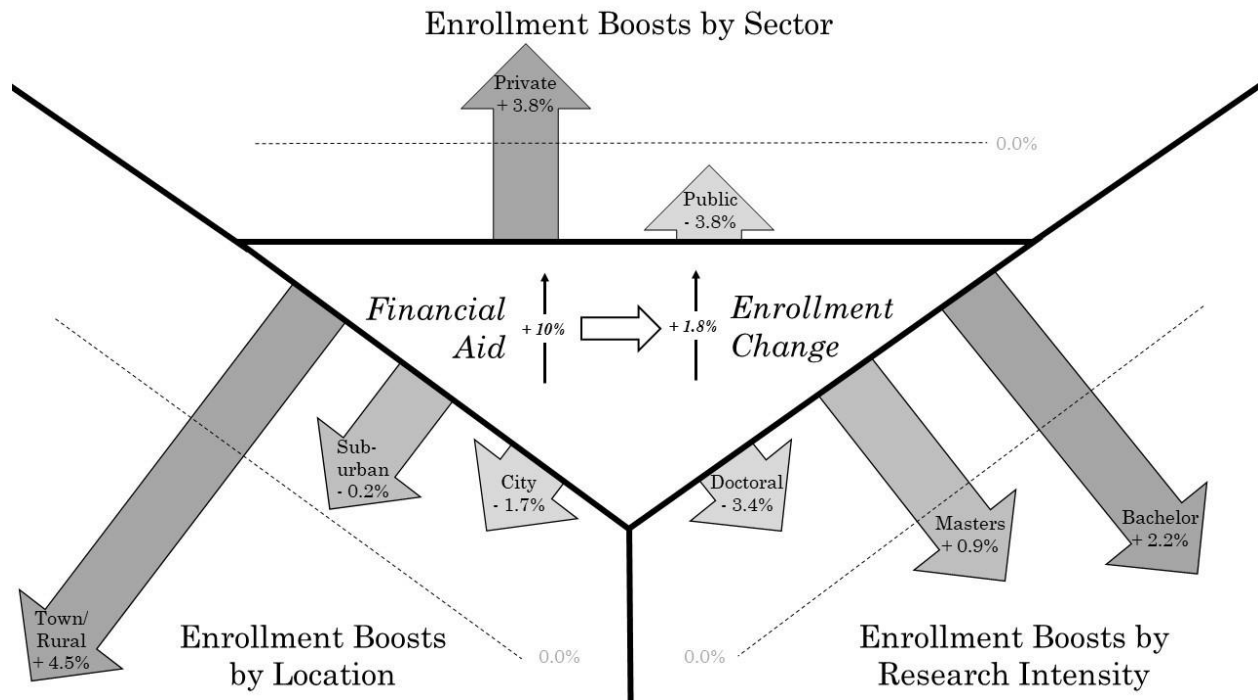 Enrollment Boosts by Sector
Private
+ 3.8%
0.0%
Public
- 3.8%
Financial
Aid
+ 10%
+ 1.8%
Enrollment
Change
Sub-
urban
- 0.2%
City
- 1.7%
Town/
Rural
+ 4.5%
Enrollment Boosts
by Location
0.0%
Doctoral
- 3.4%
Masters
+ 0.9%
Bachelor
+ 2.2%
0.0%
Enrollment Boosts by
Research Intensity